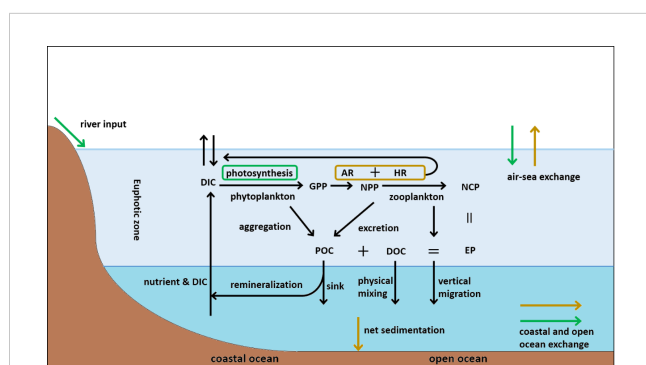 river input
photosynthesis
AR + HR
DIC
GPP
NPP
NCP
air-sea exchange
phytoplankton
zooplankton
Euphotic zone
aggregation
excretion
=
POC + DOC = EP
nutrient & DIC
remineralization
sink
physical
mixing
vertical
migration
net sedimentation
coastal and open
ocean exchange
coastal ocean
open ocean